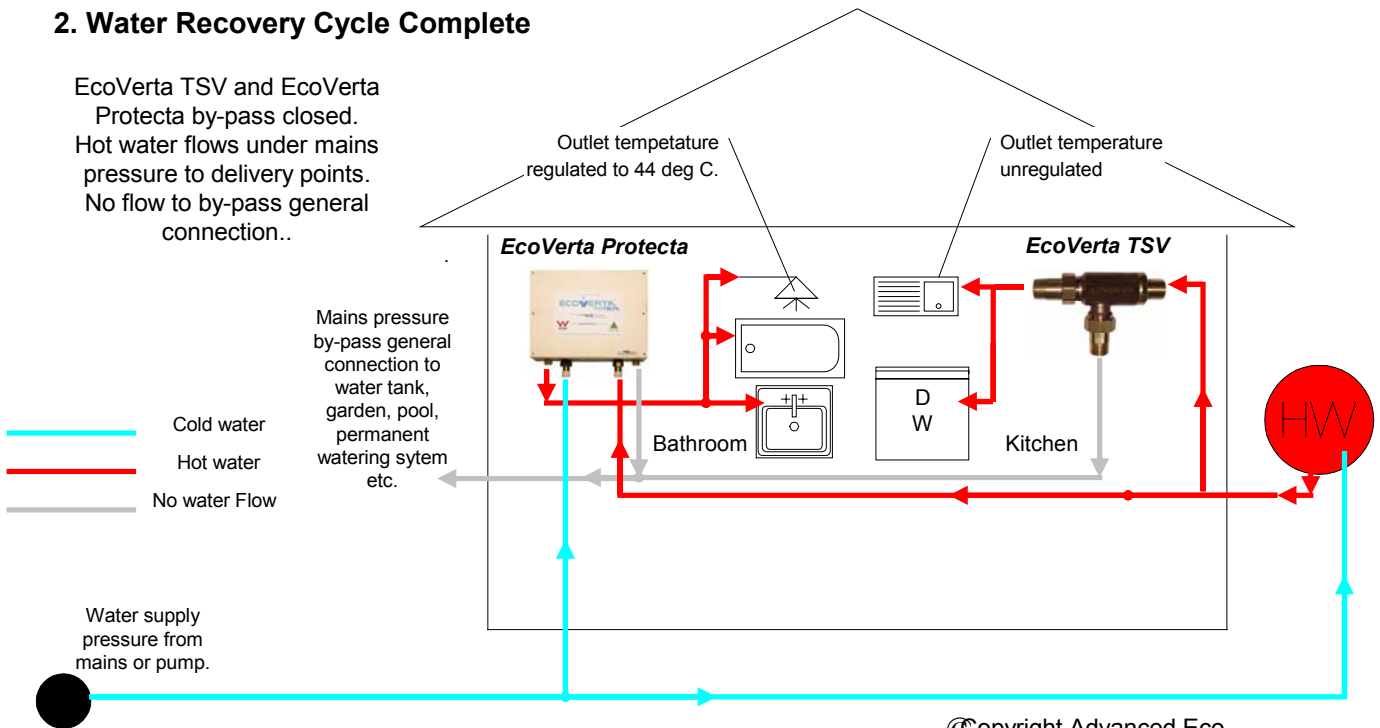 2. Water Recovery Cycle Complete
EcoVerta TSV and EcoVerta
Protecta by-pass closed.
Hot water flows under mains
pressure to delivery points.
No flow to by-pass general
connection..
.
Outlet tempetature
regulated to 44 deg C.
Outlet temperature
unregulated
EcoVerta Protecta
EcoVerta TSV
ECOVERTA
Mains pressure
by-pass general
connection to
water tank,
garden, pool,
permanent
watering sytem
etc.
D
W
Bathroom
Kitchen
HW
Cold water
Hot water
No water Flow
Water supply
pressure from
mains or pump.
©Copyright Advanced Eco